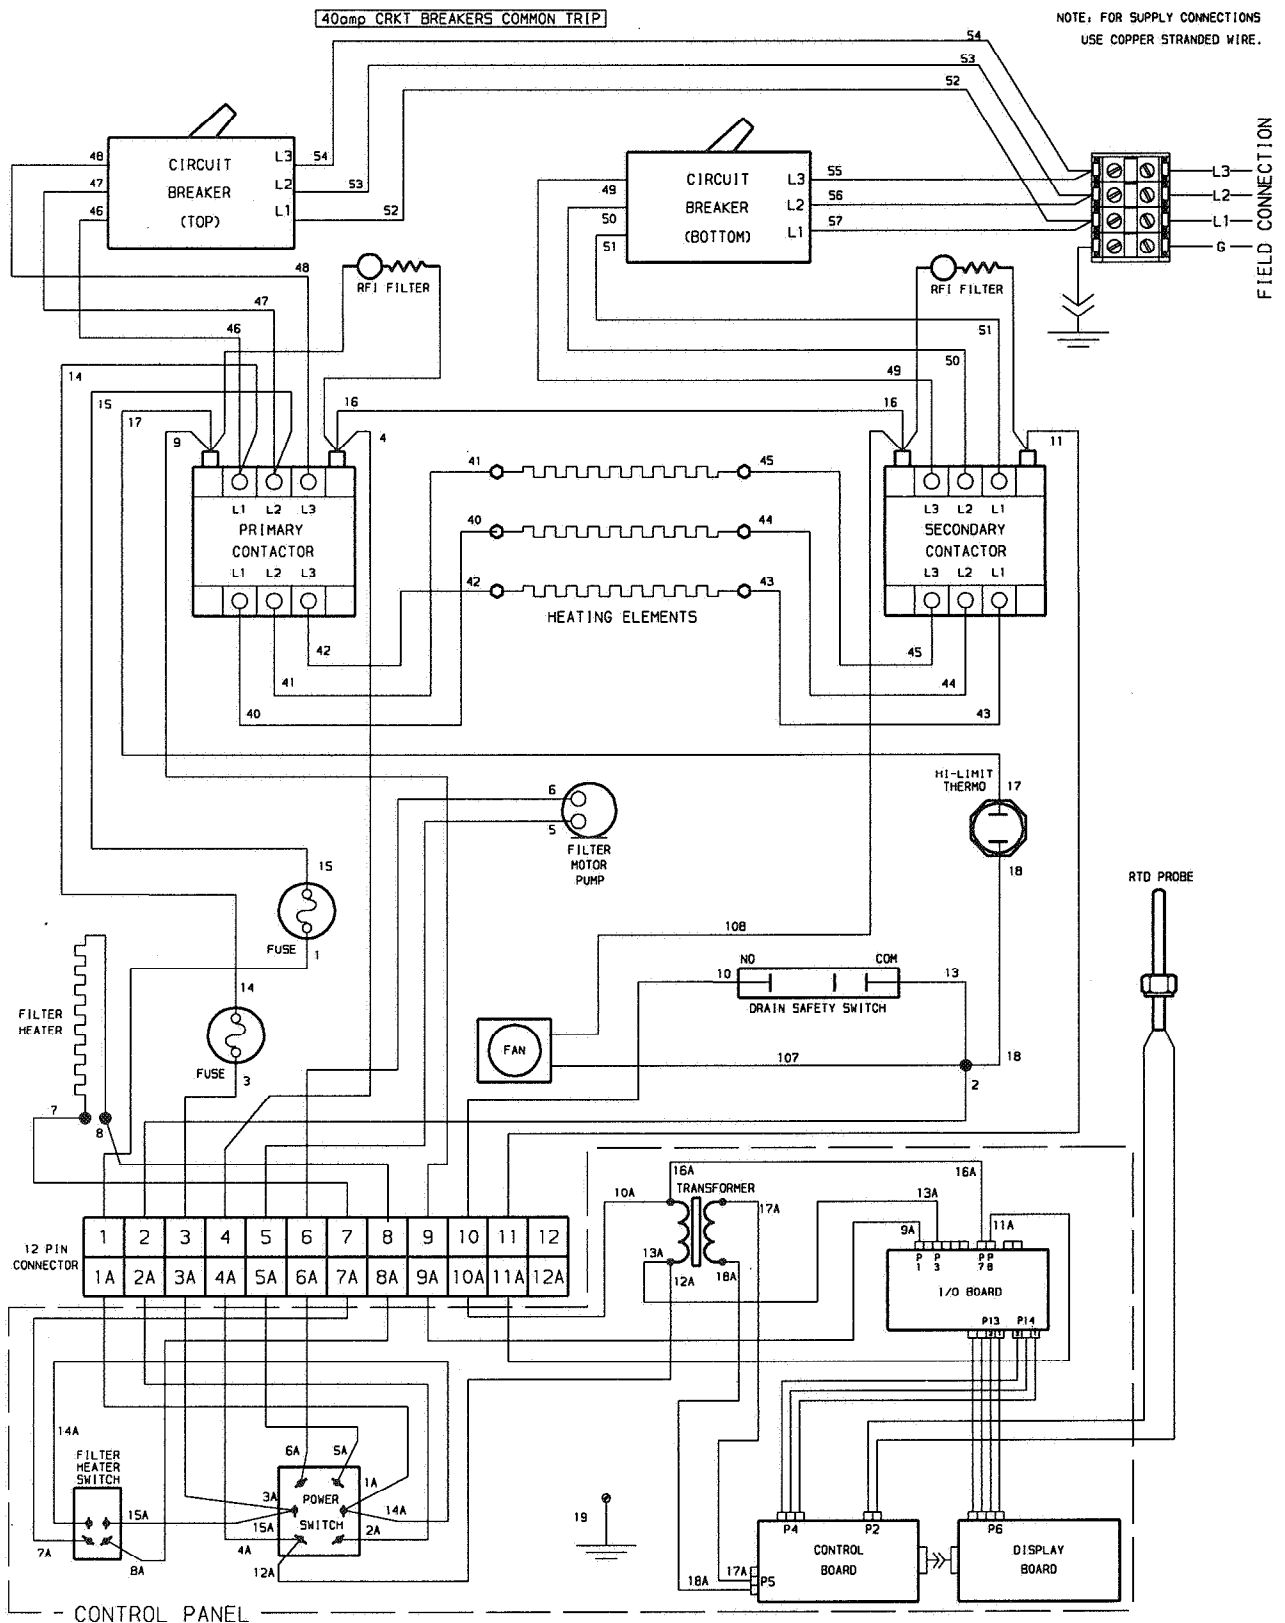 40amp CRKT BREAKERS COMMON TRIP
NOTE: FOR SUPPLY CONNECTIONS
USE COPPER STRANDED WIRE.
54
53
52
48
47
46
CIRCUIT
BREAKER
(TOP)
L3
L2
L1
54
53
52
49
50
51
CIRCUIT
BREAKER
(BOTTOM)
L3
L2
L1
55
56
57
L3
L2
L1
G
FIELD CONNECTION
RFI FILTER
RFI FILTER
48
47
46
51
50
49
14
15
17
9
16
4
16
11
L1 L2 L3
PRIMARY
CONTACTOR
L1 L2 L3
41
45
40
44
42
43
HEATING ELEMENTS
L3 L2 L1
SECONDARY
CONTACTOR
L3 L2 L1
42
41
40
45
44
43
HI-LIMIT
THERMO
17
18
6
5
FILTER
MOTOR
PUMP
15
FUSE
1
RTD PROBE
108
NO
COM
10
13
DRAIN SAFETY SWITCH
14
FUSE
3
FILTER
HEATER
FAN
107
18
2
7
8
12 PIN
CONNECTOR
1 2 3 4 5 6 7 8 9 10 11 12
1A 2A 3A 4A 5A 6A 7A 8A 9A 10A 11A 12A
16A
16A
TRANSFORMER
10A
17A
13A
12A
18A
13A
9A
11A
P1
P3
P7
P8
I/O BOARD
P13
2 1
P14
3
1
14A
FILTER
HEATER
SWITCH
15A
7A
8A
6A
5A
1A
3A
POWER
SWITCH
14A
15A
2A
4A
12A
19
P4
P2
CONTROL
BOARD
17A
18A
P5
P6
DISPLAY
BOARD
CONTROL PANEL